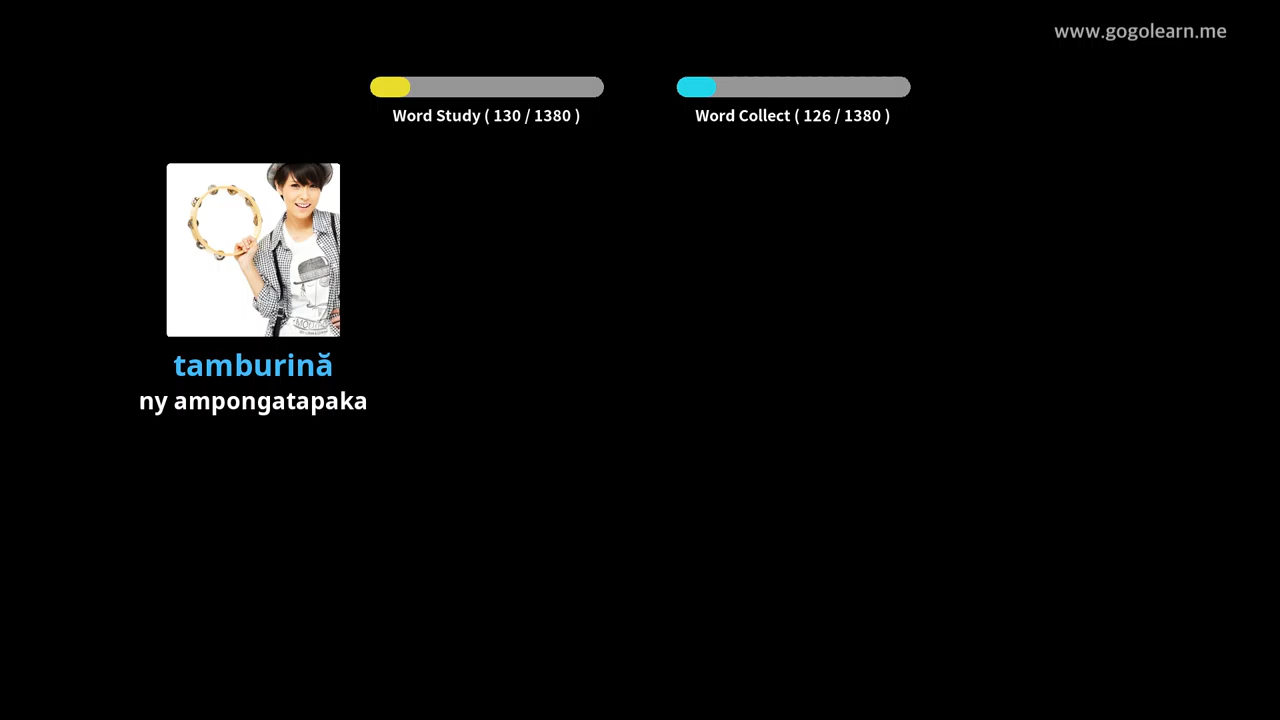 www.gogolearn.me
Word Study ( 130 / 1380 )
Word Collect ( 126 / 1380 )
tamburină
ny ampongatapaka